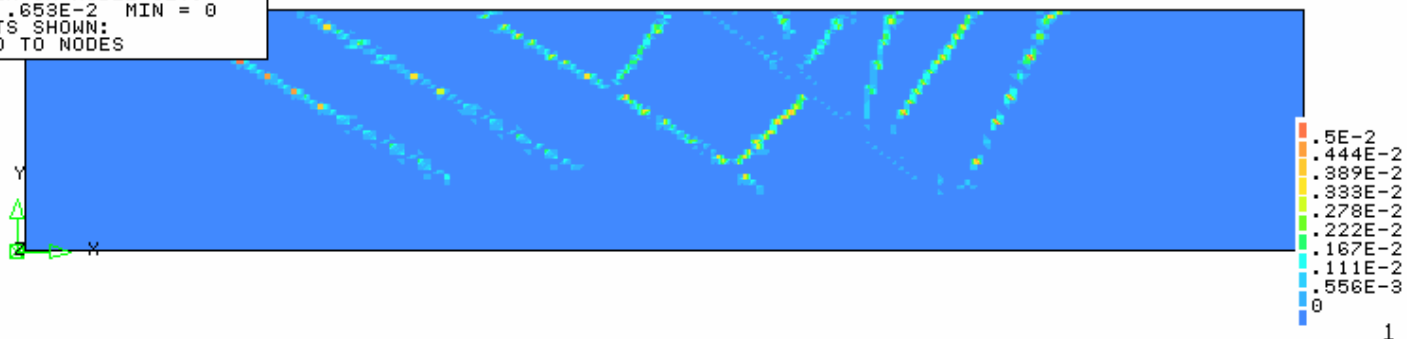 .653E-2 MIN = 0
TS SHOWN:
TO NODES
Y
Z X
.5E-2
.444E-2
.389E-2
.333E-2
.278E-2
.222E-2
.167E-2
.111E-2
.556E-3
0
1